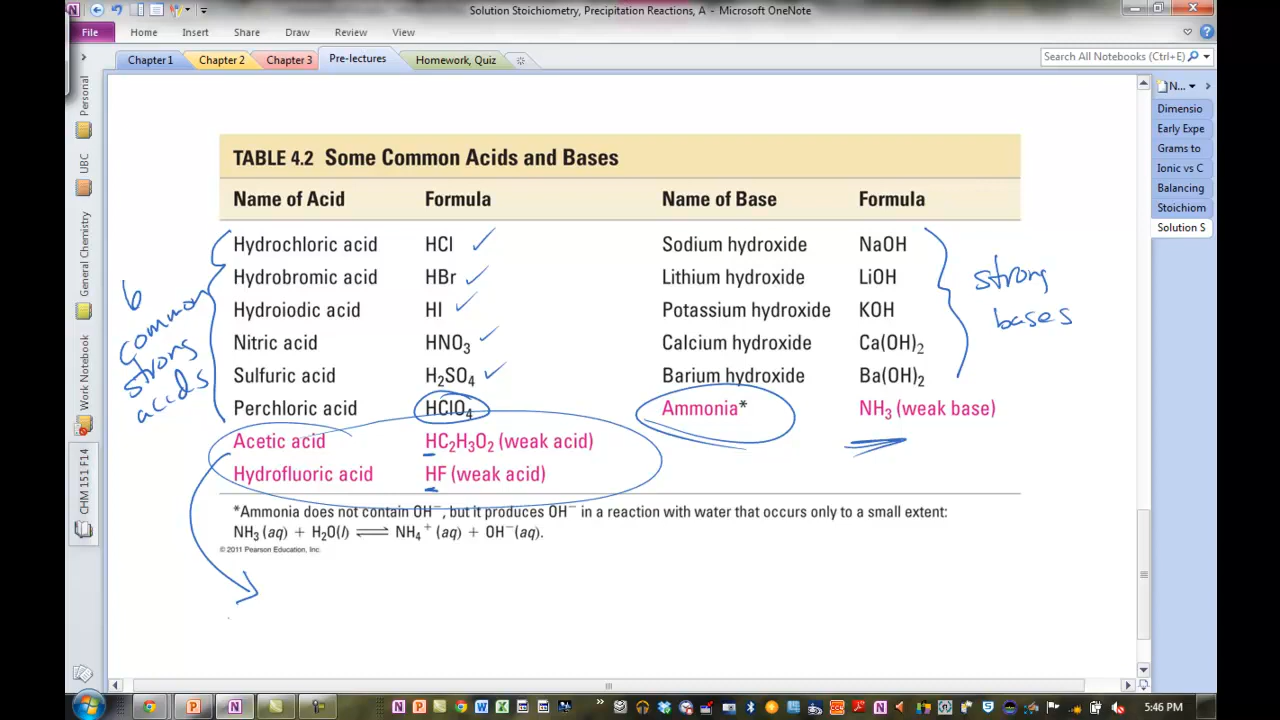 Solution Stoichiometry, Precipitation Reactions, A - Microsoft OneNote
File Home Insert Share Draw Review View
Chapter 1 Chapter 2 Chapter 3 Pre-lectures Homework, Quiz
Search All Notebooks (Ctrl+E)
Personal
UBC
General Chemistry
Work Notebook
CHM 151 F14
N...
Dimensio
Early Expe
Grams to
Ionic vs C
Balancing
Stoichiom
Solution S
TABLE 4.2 Some Common Acids and Bases
Name of Acid Formula Name of Base Formula
Hydrochloric acid HCl Sodium hydroxide NaOH
Hydrobromic acid HBr Lithium hydroxide LiOH
Hydroiodic acid HI Potassium hydroxide KOH
Nitric acid HNO₃ Calcium hydroxide Ca(OH)₂
Sulfuric acid H₂SO₄ Barium hydroxide Ba(OH)₂
Perchloric acid HClO₄ Ammonia* NH₃ (weak base)
Acetic acid HC₂H₃O₂ (weak acid)
Hydrofluoric acid HF (weak acid)
6
common
strong
acids
strong
bases
*Ammonia does not contain OH⁻, but it produces OH⁻ in a reaction with water that occurs only to a small extent:
NH₃(aq) + H₂O(l) ⇌ NH₄⁺(aq) + OH⁻(aq).
© 2011 Pearson Education, Inc.
5:46 PM